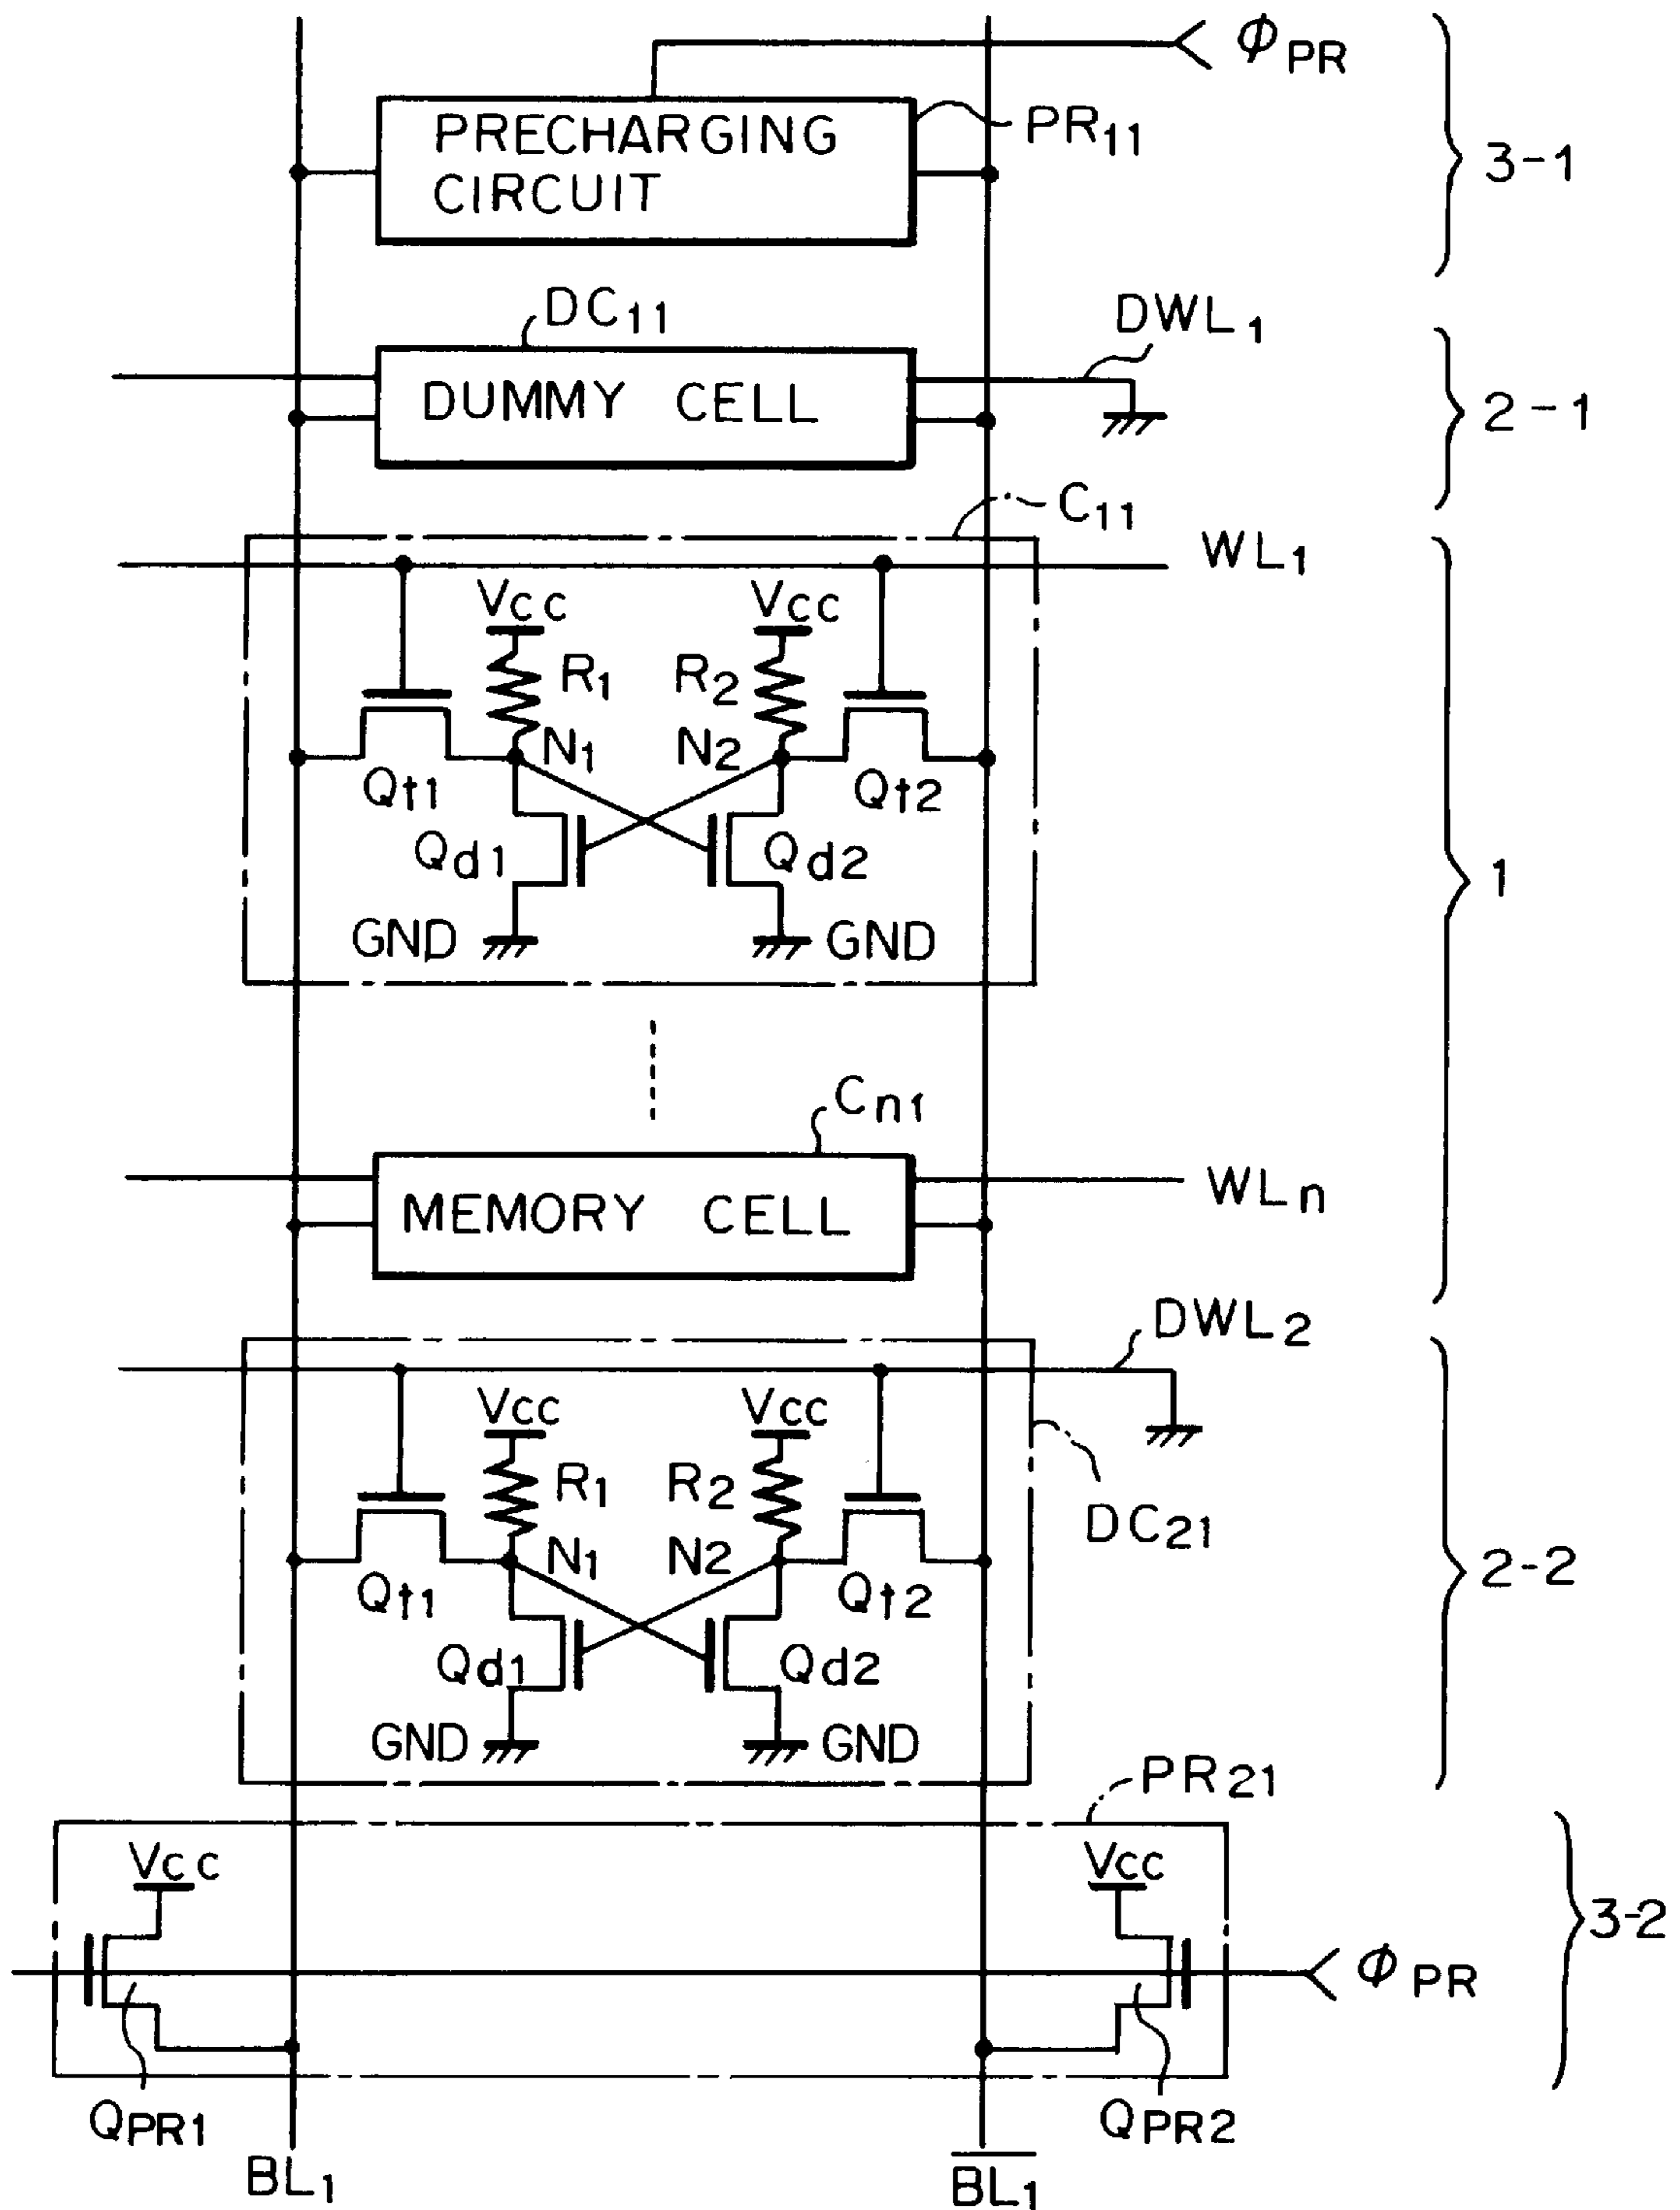 ΦPR
PRECHARGING
CIRCUIT
PR11
3-1
DC11
DWL1
DUMMY CELL
2-1
C11
WL1
Vcc Vcc
R1 R2
N1 N2
Qt1 Qt2
Qd1 Qd2
GND GND
1
Cn1
MEMORY CELL
WLn
DWL2
Vcc Vcc
R1 R2
DC21
N1 N2
2-2
Qt1 Qt2
Qd1 Qd2
GND GND
PR21
Vcc Vcc
3-2
ΦPR
QPR1 QPR2
BL1 B̅L̅1̅